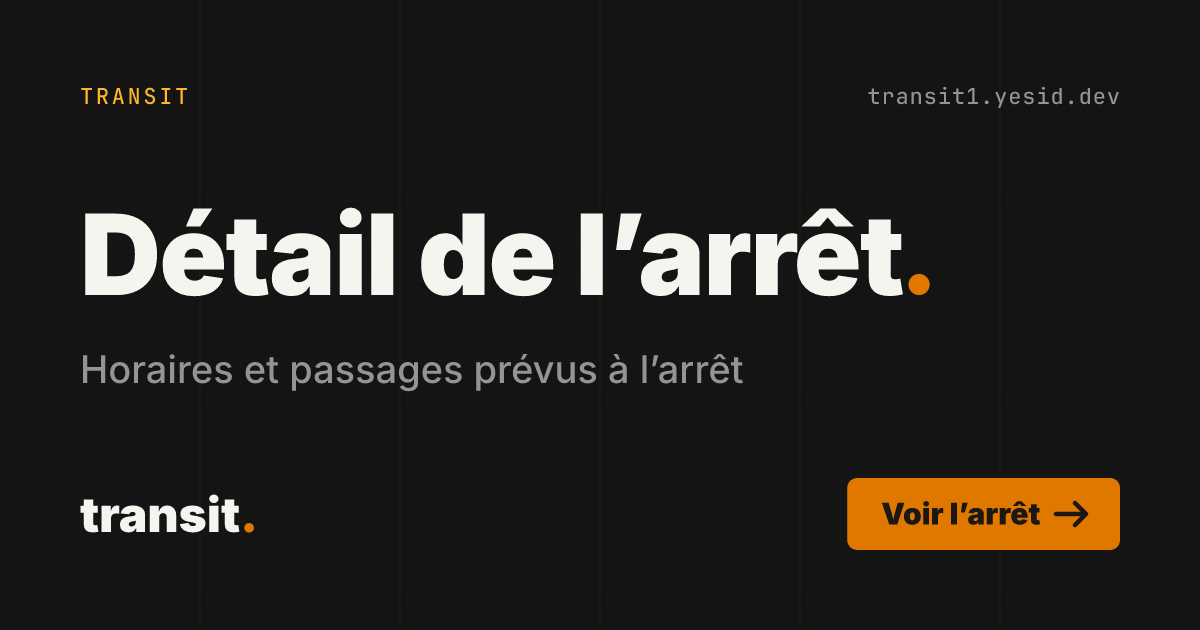 TRANSIT
transit1.yesid.dev
Détail de l’arrêt.
Horaires et passages prévus à l’arrêt
transit.
Voir l’arrêt →